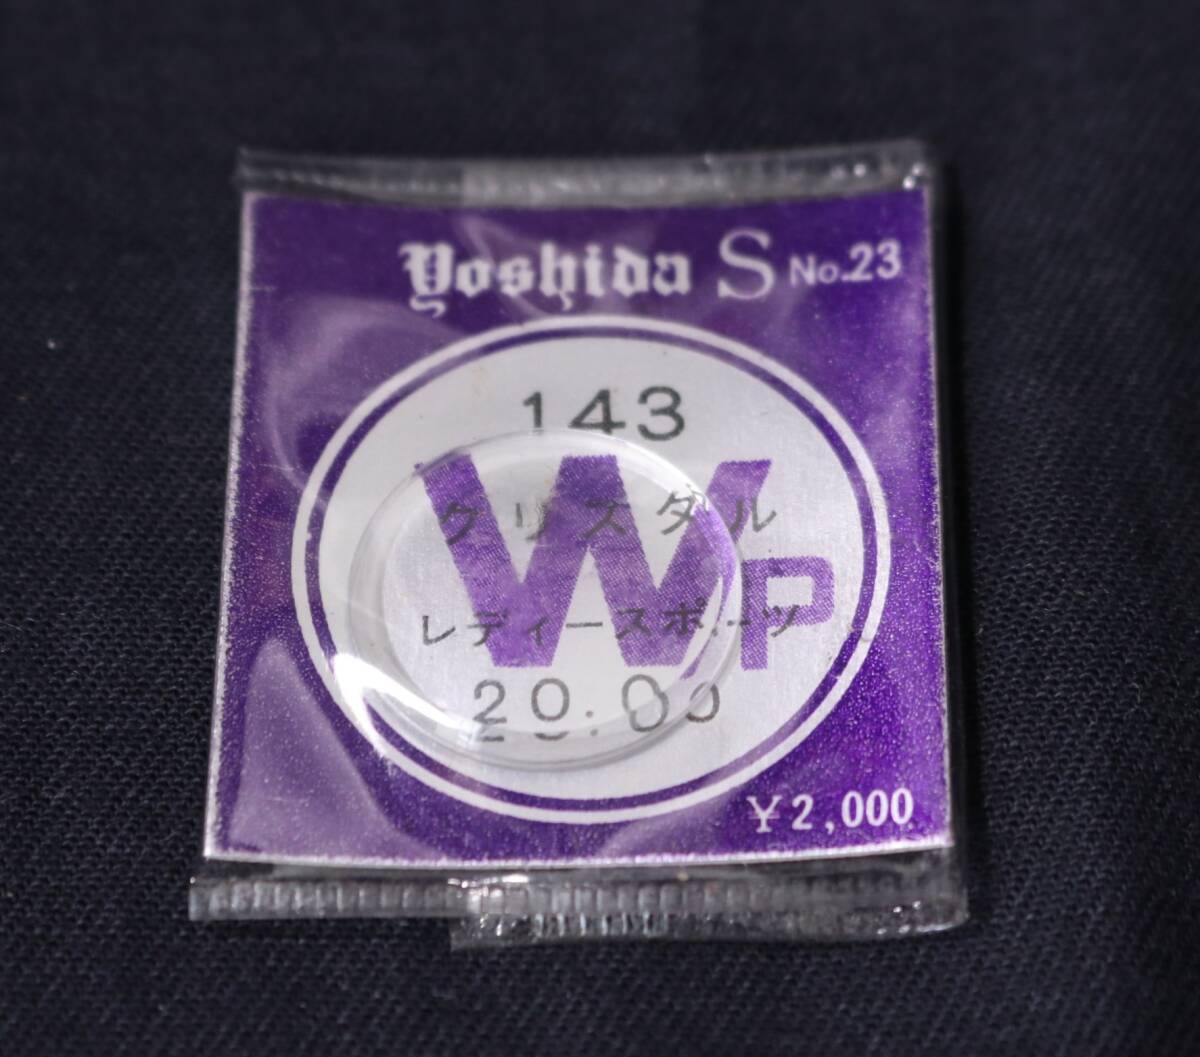 Yoshida S No.23
143
WP
クリスタル
レディースポーツ
20.00
¥2,000